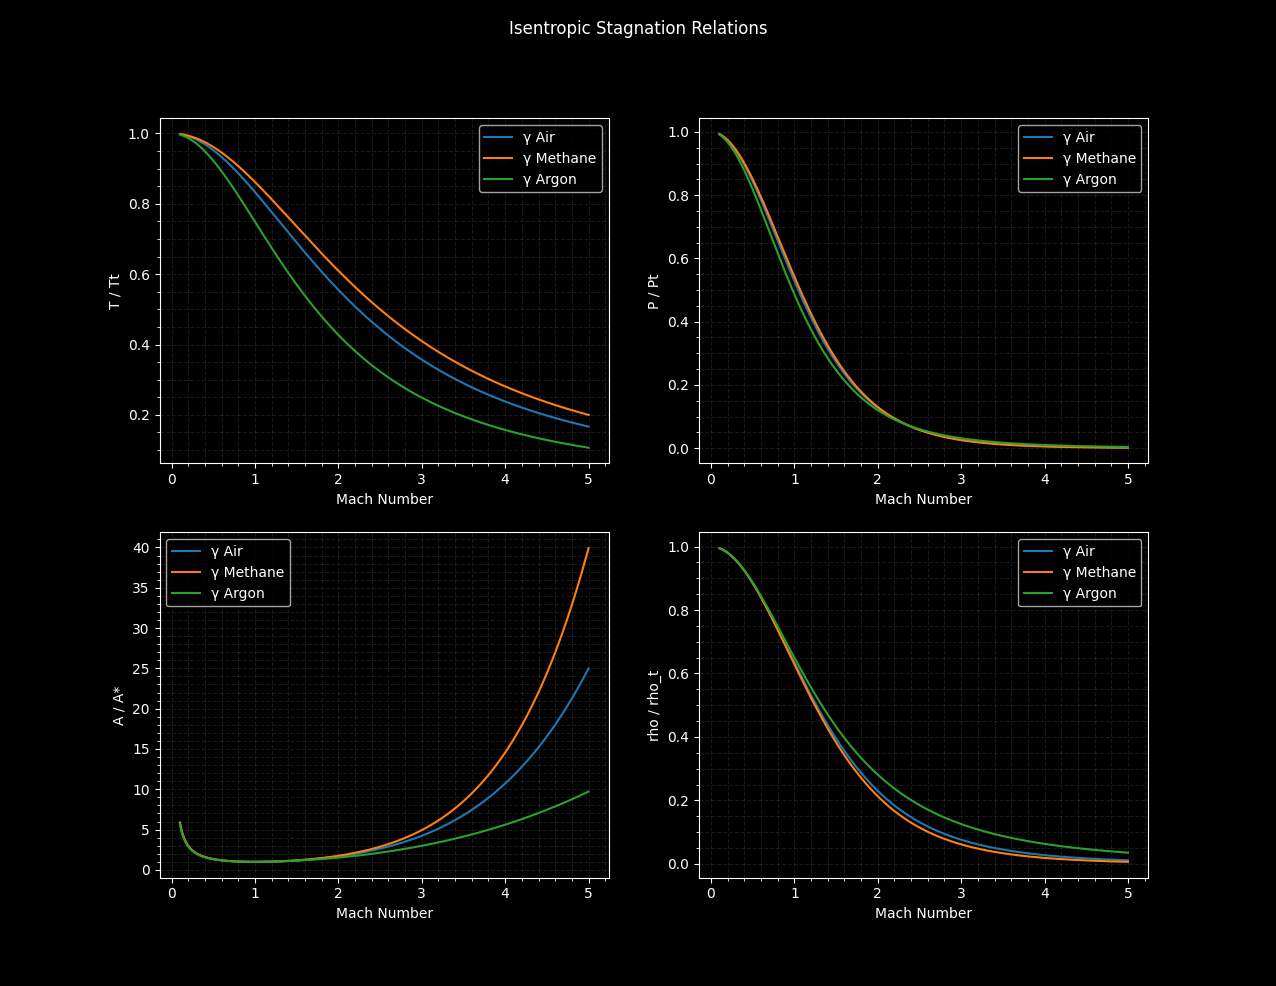 Isentropic Stagnation Relations
T / Tt
1.0
0.8
0.6
0.4
0.2
γ Air
γ Methane
γ Argon
0 1 2 3 4 5
Mach Number
P / Pt
1.0
0.8
0.6
0.4
0.2
0.0
γ Air
γ Methane
γ Argon
0 1 2 3 4 5
Mach Number
A / A*
40
35
30
25
20
15
10
5
0
γ Air
γ Methane
γ Argon
0 1 2 3 4 5
Mach Number
rho / rho_t
1.0
0.8
0.6
0.4
0.2
0.0
γ Air
γ Methane
γ Argon
0 1 2 3 4 5
Mach Number